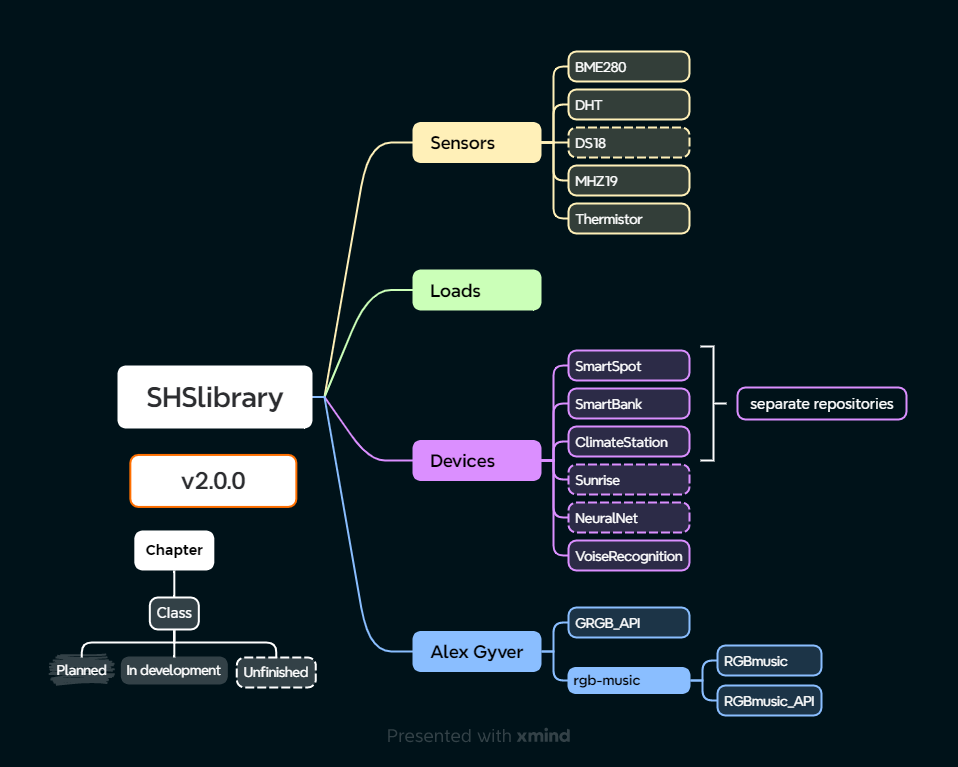 SHSlibrary
v2.0.0
Sensors
BME280
DHT
DS18
MHZ19
Thermistor
Loads
Devices
SmartSpot
SmartBank
ClimateStation
separate repositories
Sunrise
NeuralNet
VoiseRecognition
Alex Gyver
GRGB_API
rgb-music
RGBmusic
RGBmusic_API
Chapter
Class
Planned
In development
Unfinished
Presented with xmind